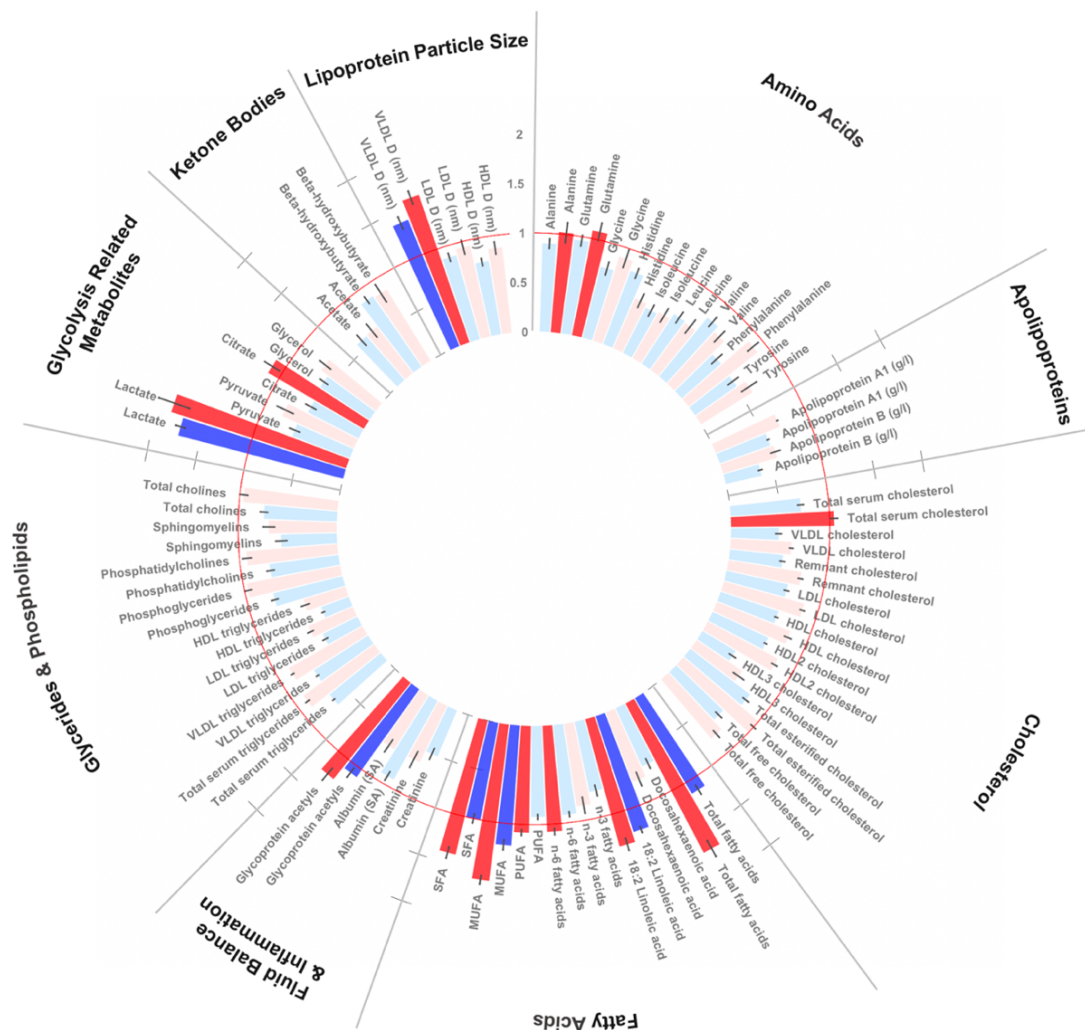 Lipoprotein Particle Size
Amino Acids
Apolipoproteins
Cholesterol
Fatty Acids
Fluid Balance
& Inflammation
Glycerides & Phospholipids
Glycolysis Related
Metabolites
Ketone Bodies
2
1.5
1
0.5
0
Alanine
Alanine
Glutamine
Glutamine
Glycine
Glycine
Histidine
Histidine
Isoleucine
Isoleucine
Leucine
Leucine
Valine
Valine
Phenylalanine
Phenylalanine
Tyrosine
Tyrosine
Apolipoprotein A1 (g/l)
Apolipoprotein A1 (g/l)
Apolipoprotein B (g/l)
Apolipoprotein B (g/l)
Total serum cholesterol
Total serum cholesterol
VLDL cholesterol
VLDL cholesterol
Remnant cholesterol
Remnant cholesterol
LDL cholesterol
LDL cholesterol
HDL cholesterol
HDL cholesterol
HDL2 cholesterol
HDL2 cholesterol
HDL3 cholesterol
HDL3 cholesterol
Total esterified cholesterol
Total esterified cholesterol
Total free cholesterol
Total free cholesterol
Total fatty acids
Total fatty acids
Docosahexaenoic acid
Docosahexaenoic acid
18:2 Linoleic acid
18:2 Linoleic acid
n-3 fatty acids
n-3 fatty acids
n-6 fatty acids
n-6 fatty acids
PUFA
PUFA
MUFA
MUFA
SFA
SFA
Creatinine
Creatinine
Albumin (SA)
Albumin (SA)
Glycoprotein acetyls
Glycoprotein acetyls
Total serum triglycerides
Total serum triglycerides
VLDL triglycerides
VLDL triglycerides
LDL triglycerides
LDL triglycerides
HDL triglycerides
HDL triglycerides
Phosphoglycerides
Phosphoglycerides
Phosphatidylcholines
Phosphatidylcholines
Sphingomyelins
Sphingomyelins
Total cholines
Total cholines
Lactate
Lactate
Pyruvate
Pyruvate
Citrate
Citrate
Glycerol
Glycerol
Acetate
Acetate
Beta-hydroxybutyrate
Beta-hydroxybutyrate
VLDL D (nm)
VLDL D (nm)
LDL D (nm)
LDL D (nm)
HDL D (nm)
HDL D (nm)